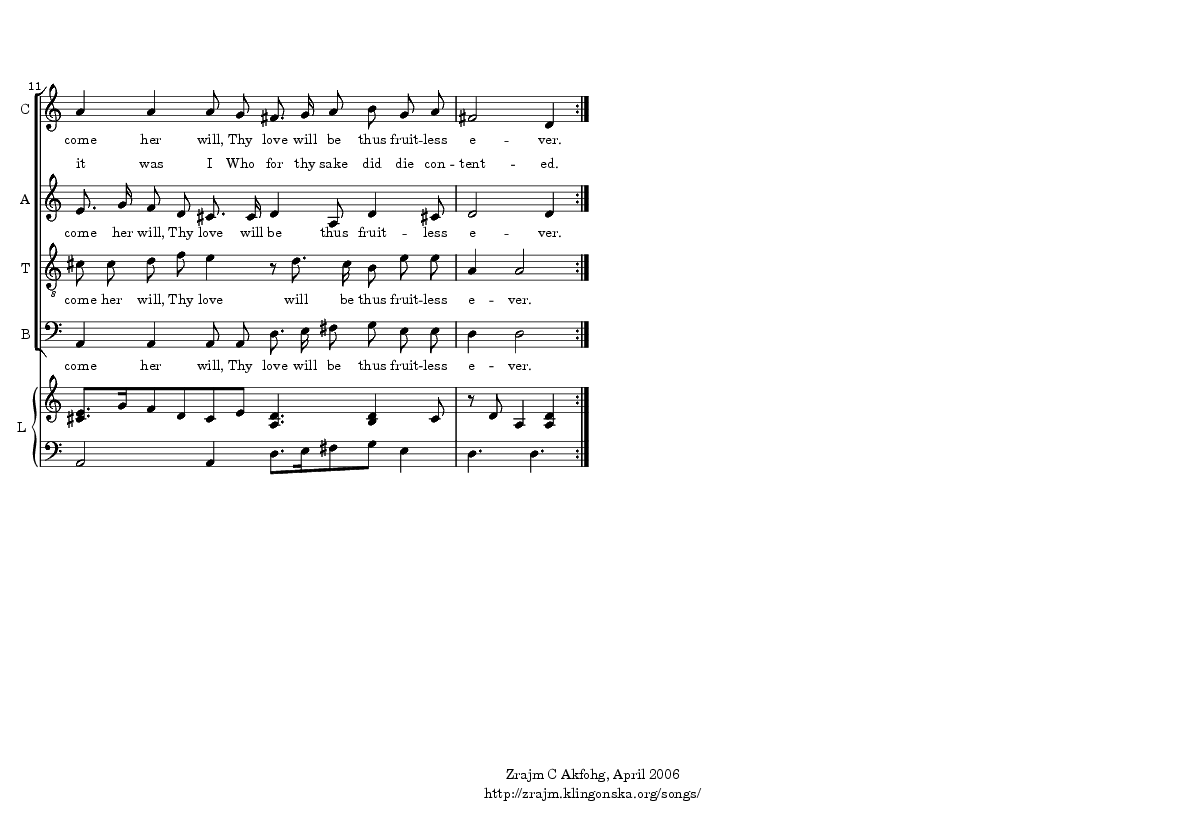 11
C
come her will, Thy love will be thus fruit-less e - ver.
it was I Who for thy sake did die con - tent - ed.
A
come her will, Thy love will be thus fruit - less e - ver.
T
8
come her will, Thy love will be thus fruit-less e - ver.
B
come her will, Thy love will be thus fruit-less e - ver.
L
Zrajm C Akfohg, April 2006
http://zrajm.klingonska.org/songs/